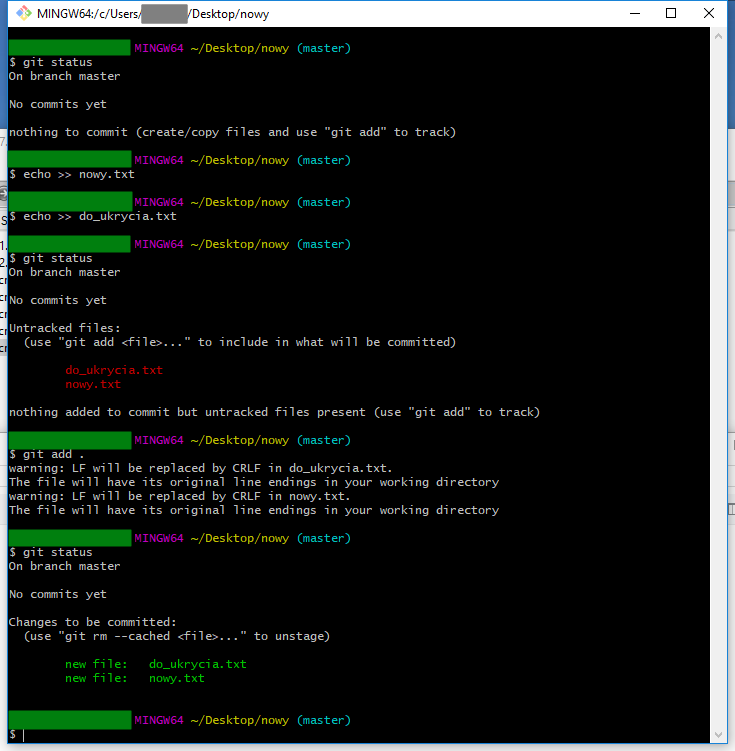 MINGW64:/c/Users/ /Desktop/nowy
MINGW64 ~/Desktop/nowy (master)
$ git status
On branch master
No commits yet
nothing to commit (create/copy files and use "git add" to track)
MINGW64 ~/Desktop/nowy (master)
$ echo >> nowy.txt
MINGW64 ~/Desktop/nowy (master)
$ echo >> do_ukrycia.txt
MINGW64 ~/Desktop/nowy (master)
$ git status
On branch master
No commits yet
Untracked files:
(use "git add <file>..." to include in what will be committed)
do_ukrycia.txt
nowy.txt
nothing added to commit but untracked files present (use "git add" to track)
MINGW64 ~/Desktop/nowy (master)
$ git add .
warning: LF will be replaced by CRLF in do_ukrycia.txt.
The file will have its original line endings in your working directory
warning: LF will be replaced by CRLF in nowy.txt.
The file will have its original line endings in your working directory
MINGW64 ~/Desktop/nowy (master)
$ git status
On branch master
No commits yet
Changes to be committed:
(use "git rm --cached <file>..." to unstage)
new file: do_ukrycia.txt
new file: nowy.txt
MINGW64 ~/Desktop/nowy (master)
$